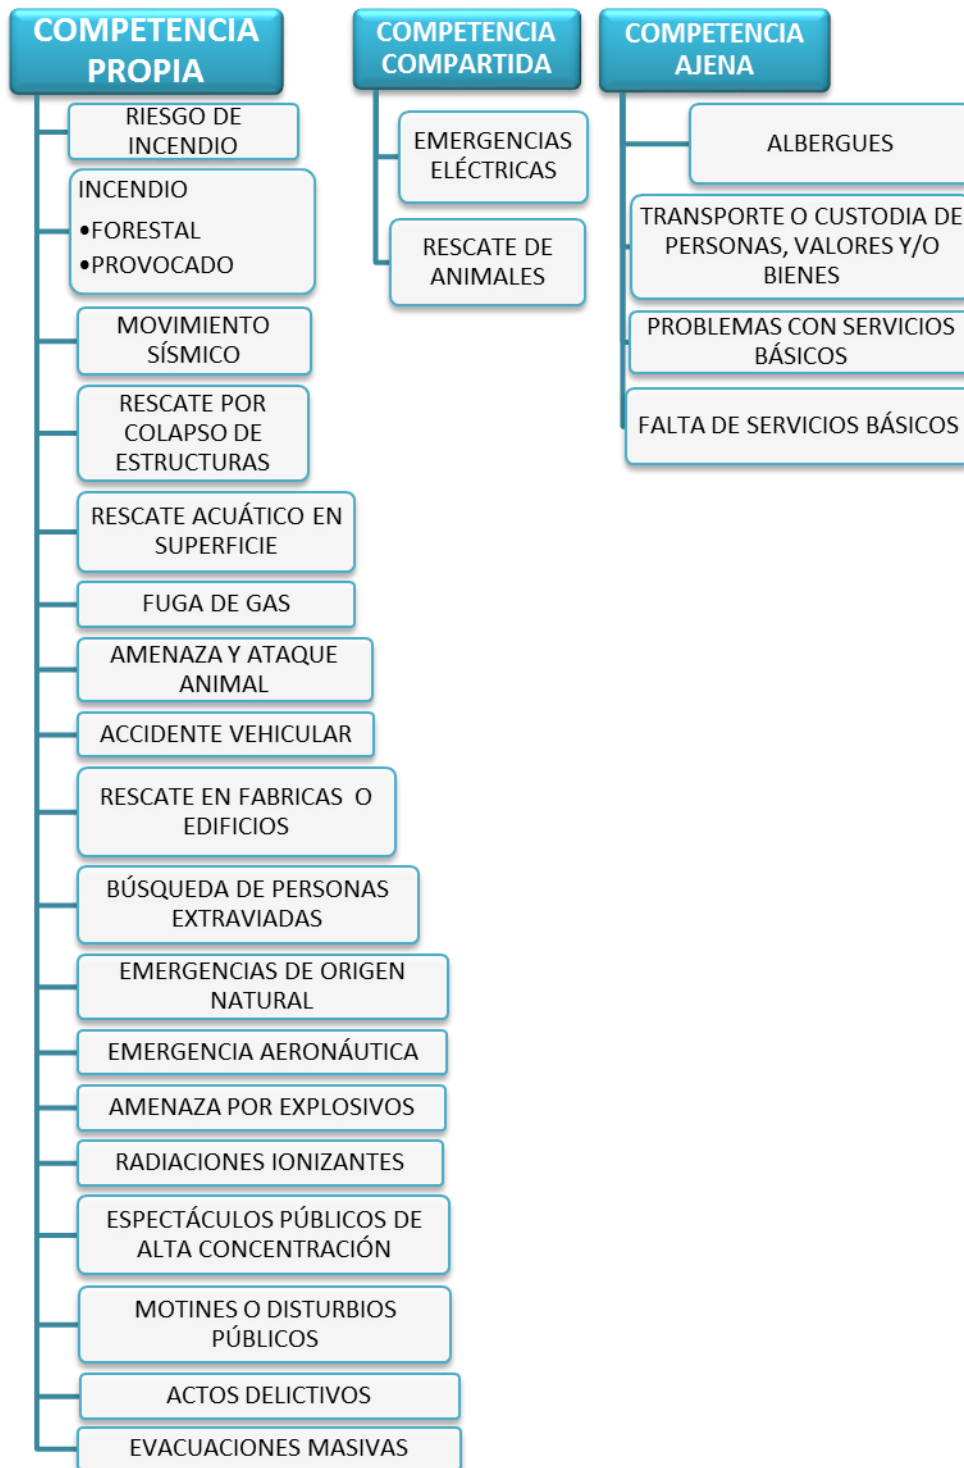 COMPETENCIA
PROPIA
RIESGO DE
INCENDIO
INCENDIO
•FORESTAL
•PROVOCADO
MOVIMIENTO
SÍSMICO
RESCATE POR
COLAPSO DE
ESTRUCTURAS
RESCATE ACUÁTICO EN
SUPERFICIE
FUGA DE GAS
AMENAZA Y ATAQUE
ANIMAL
ACCIDENTE VEHICULAR
RESCATE EN FABRICAS O
EDIFICIOS
BÚSQUEDA DE PERSONAS
EXTRAVIADAS
EMERGENCIAS DE ORIGEN
NATURAL
EMERGENCIA AERONÁUTICA
AMENAZA POR EXPLOSIVOS
RADIACIONES IONIZANTES
ESPECTÁCULOS PÚBLICOS DE
ALTA CONCENTRACIÓN
MOTINES O DISTURBIOS
PÚBLICOS
ACTOS DELICTIVOS
EVACUACIONES MASIVAS
COMPETENCIA
COMPARTIDA
EMERGENCIAS
ELÉCTRICAS
RESCATE DE
ANIMALES
COMPETENCIA
AJENA
ALBERGUES
TRANSPORTE O CUSTODIA DE
PERSONAS, VALORES Y/O
BIENES
PROBLEMAS CON SERVICIOS
BÁSICOS
FALTA DE SERVICIOS BÁSICOS